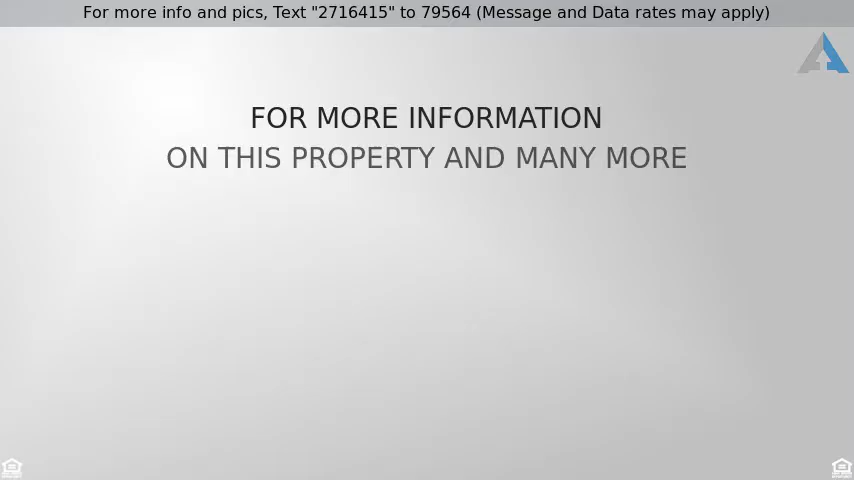 For more info and pics, Text "2716415" to 79564 (Message and Data rates may apply)
FOR MORE INFORMATION
ON THIS PROPERTY AND MANY MORE